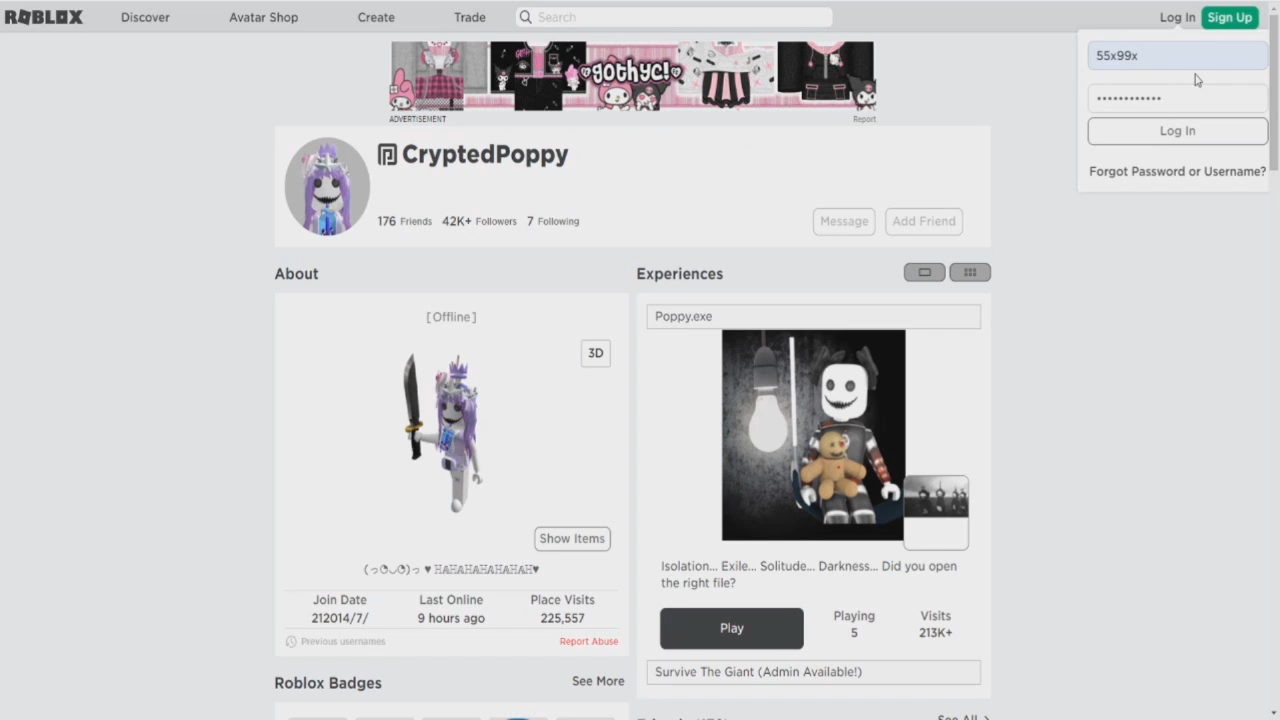 ROBLOX
Discover
Avatar Shop
Create
Trade
Search
Log In
Sign Up
55x99x
••••••••••••
Log In
Forgot Password or Username?
gothyc!
ADVERTISEMENT
Report
CryptedPoppy
176 Friends 42K+ Followers 7 Following
Message
Add Friend
About
[Offline]
3D
Show Items
(っ◔◡◔)っ ♥ HAHAHAHAHAHAH♥
Join Date
Last Online
Place Visits
212014/7/
9 hours ago
225,557
Previous usernames
Report Abuse
Roblox Badges
See More
Experiences
Poppy.exe
Isolation... Exile... Solitude... Darkness... Did you open
the right file?
Play
Playing
5
Visits
213K+
Survive The Giant (Admin Available!)
See All >